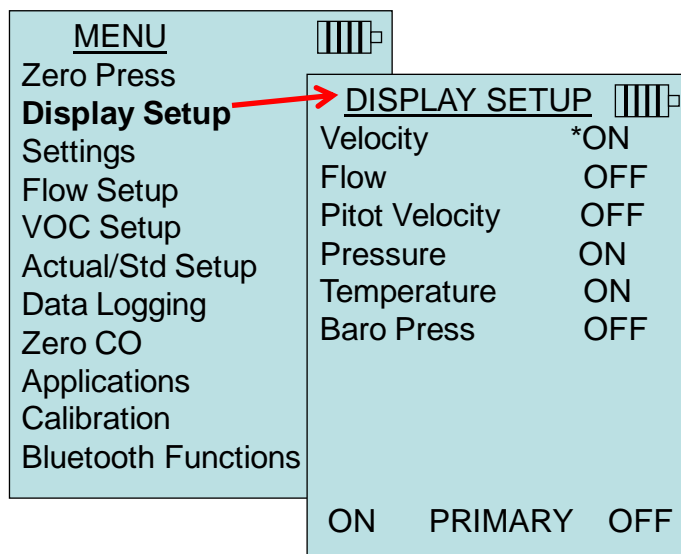 MENU
Zero Press
Display Setup
Settings
Flow Setup
VOC Setup
Actual/Std Setup
Data Logging
Zero CO
Applications
Calibration
Bluetooth Functions
DISPLAY SETUP
Velocity *ON
Flow OFF
Pitot Velocity OFF
Pressure ON
Temperature ON
Baro Press OFF
ON PRIMARY OFF